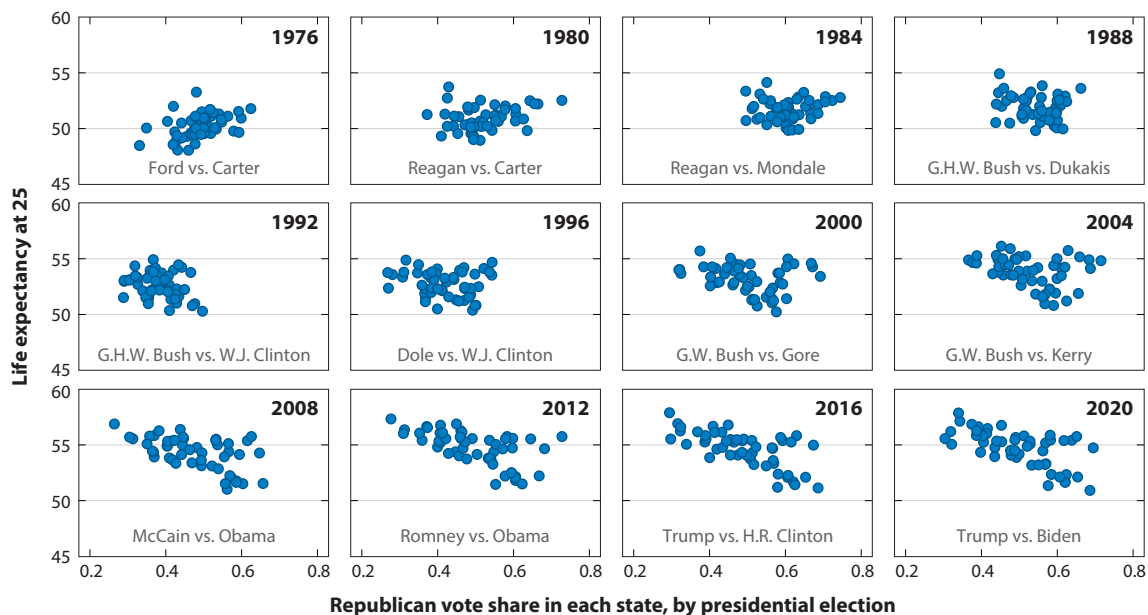 60
1976
1980
1984
1988
55
50
45
Ford vs. Carter
Reagan vs. Carter
Reagan vs. Mondale
G.H.W. Bush vs. Dukakis
Life expectancy at 25
60
1992
1996
2000
2004
55
50
45
G.H.W. Bush vs. W.J. Clinton
Dole vs. W.J. Clinton
G.W. Bush vs. Gore
G.W. Bush vs. Kerry
60
2008
2012
2016
2020
55
50
45
McCain vs. Obama
Romney vs. Obama
Trump vs. H.R. Clinton
Trump vs. Biden
0.2 0.4 0.6 0.8
0.2 0.4 0.6 0.8
0.2 0.4 0.6 0.8
0.2 0.4 0.6 0.8
Republican vote share in each state, by presidential election